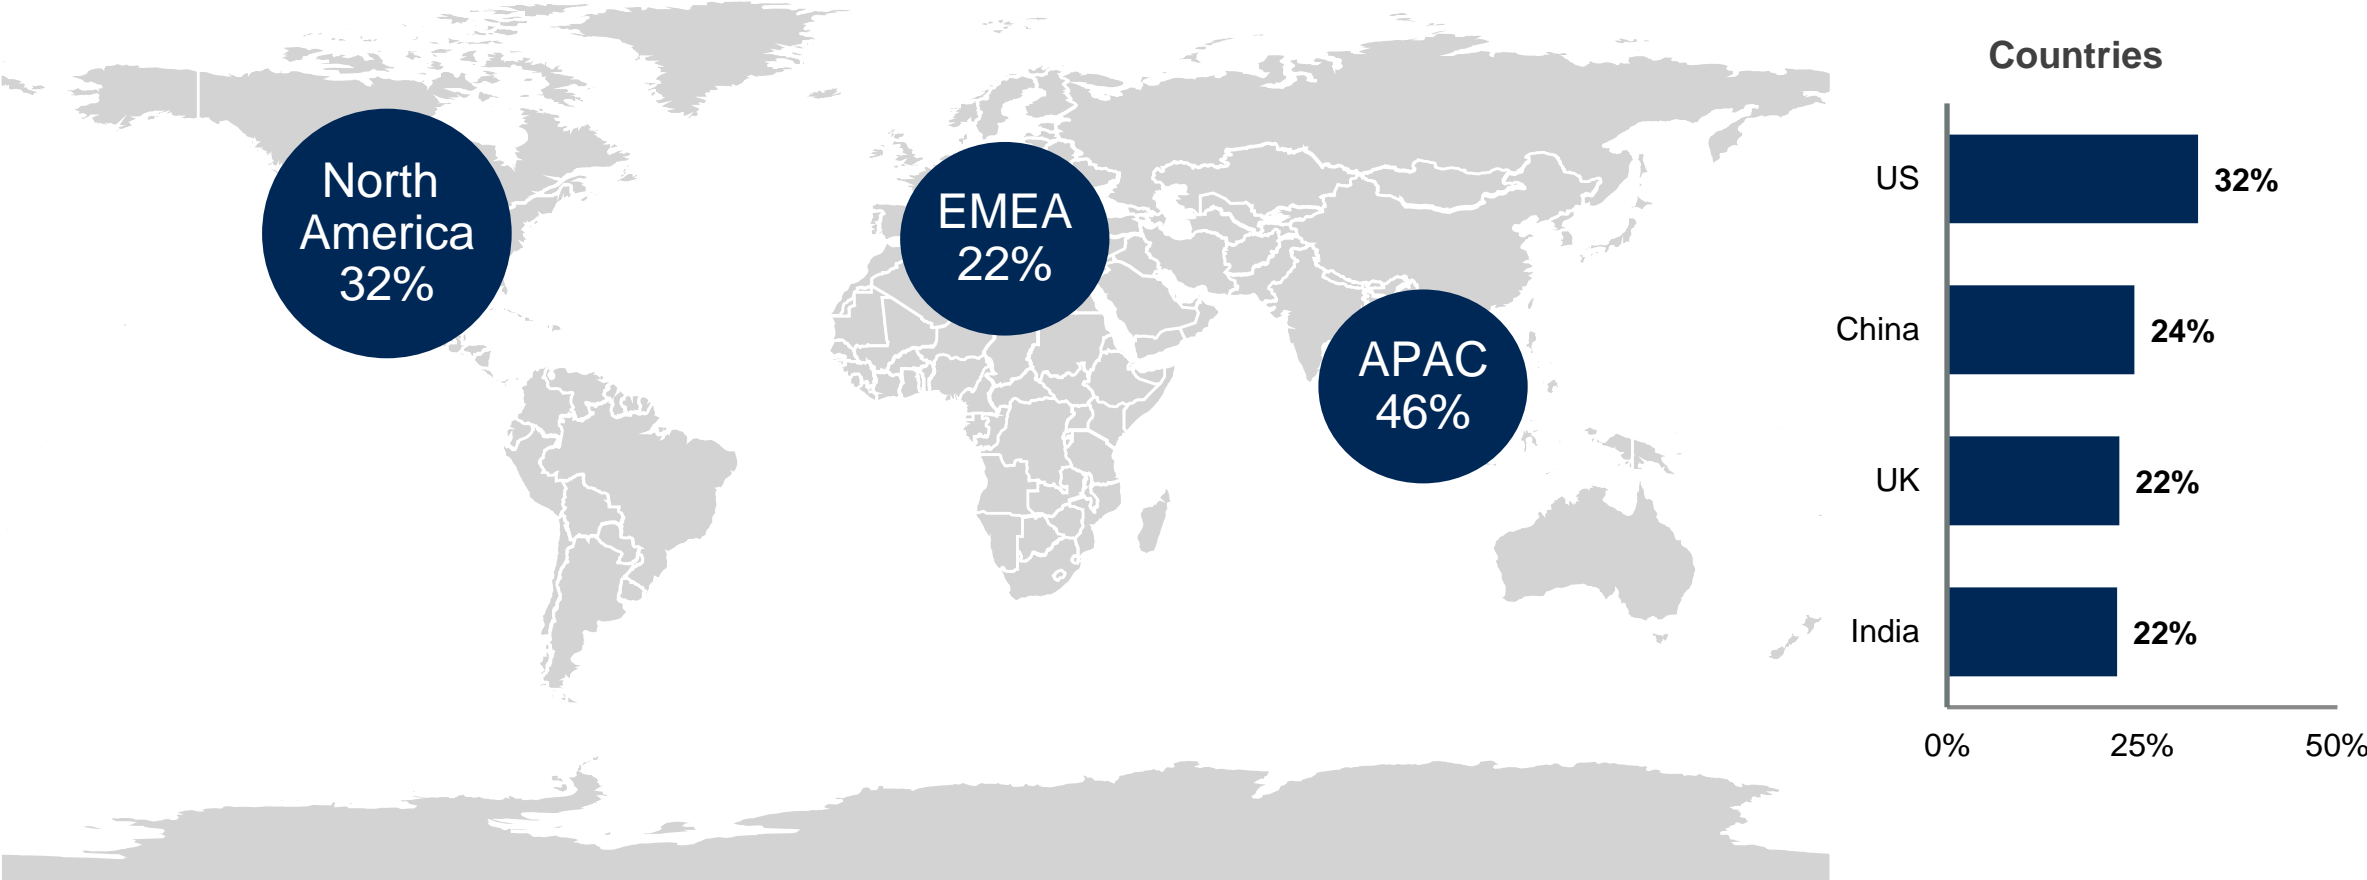 North
America
32%
EMEA
22%
APAC
46%
Countries
US
32%
China
24%
UK
22%
India
22%
0%
25%
50%